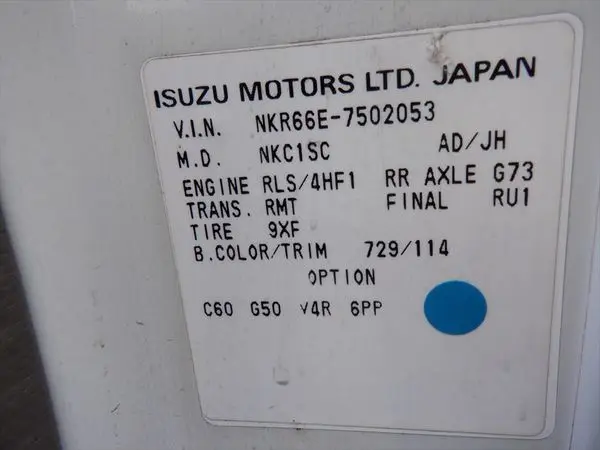 ISUZU MOTORS LTD. JAPAN
V.I.N. NKR66E-7502053
M.D. NKC1SC AD/JH
ENGINE RLS/4HF1 RR AXLE G73
TRANS. RMT FINAL RU1
TIRE 9XF
B.COLOR/TRIM 729/114
OPTION
C60 G50 V4R 6PP